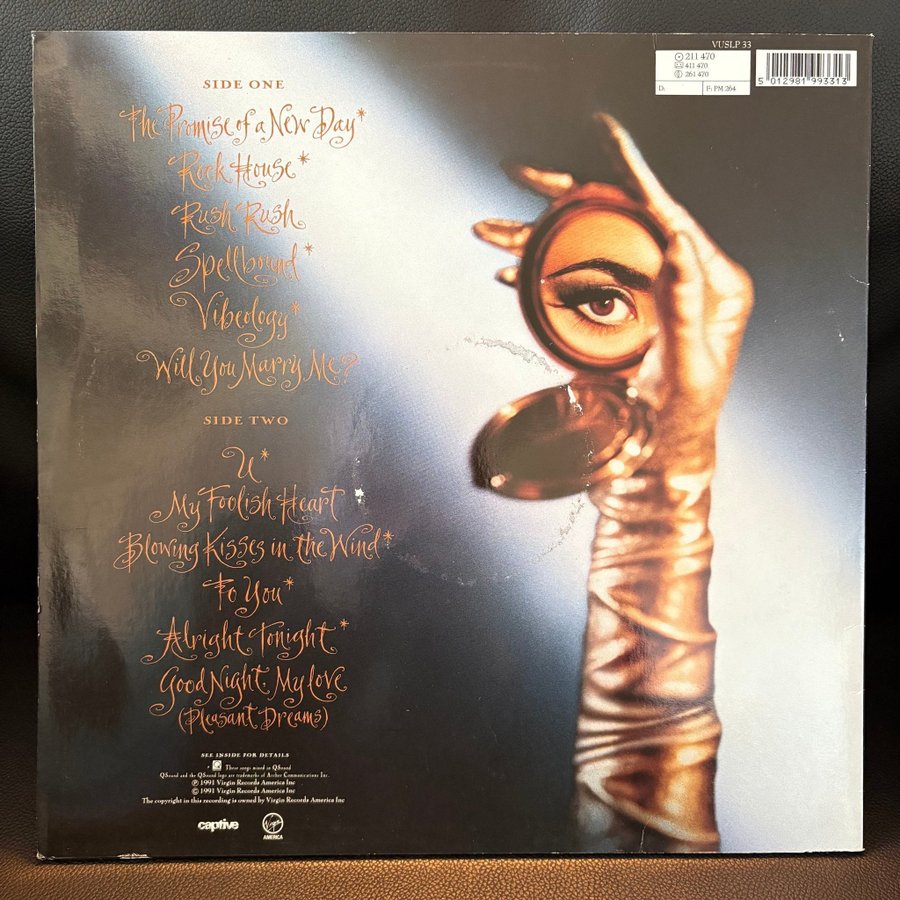 VUSLP 33
211 470
411 470
261 470
D:
F: PM 264
5 012981 993313
SIDE ONE
The Promise of a New Day*
Rock House*
Rush Rush
Spellbound*
Vibeology*
Will You Marry Me?
SIDE TWO
U*
My Foolish Heart
Blowing Kisses in the Wind*
To You*
Alright Tonight*
Good Night, My Love
(Pleasant Dreams)
SEE INSIDE FOR DETAILS
* Q These songs mixed in QSound
QSound and the QSound logo are trademarks of Archer Communications Inc.
℗ 1991 Virgin Records America Inc
© 1991 Virgin Records America Inc
The copyright in this recording is owned by Virgin Records America Inc
captive
Virgin
AMERICA